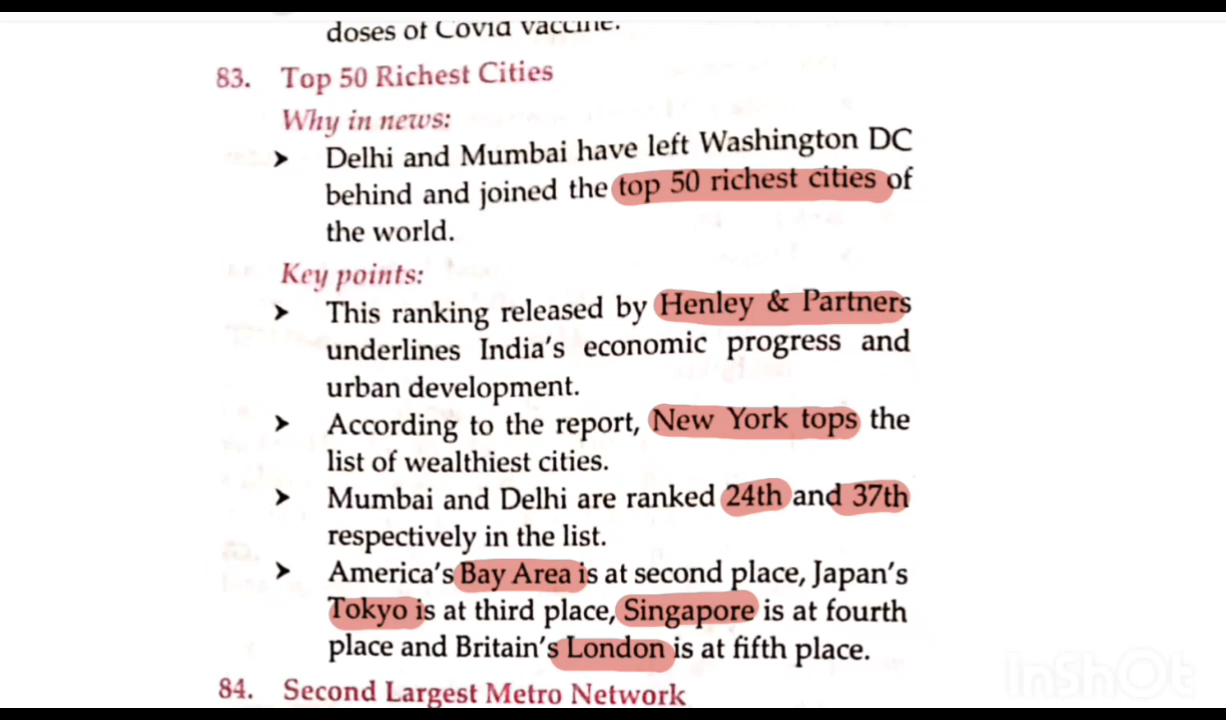 doses of Covid vaccine.
83. Top 50 Richest Cities
Why in news:
➤ Delhi and Mumbai have left Washington DC
behind and joined the top 50 richest cities of
the world.
Key points:
➤ This ranking released by Henley & Partners
underlines India's economic progress and
urban development.
➤ According to the report, New York tops the
list of wealthiest cities.
➤ Mumbai and Delhi are ranked 24th and 37th
respectively in the list.
➤ America's Bay Area is at second place, Japan's
Tokyo is at third place, Singapore is at fourth
place and Britain's London is at fifth place.
84. Second Largest Metro Network
InShOt